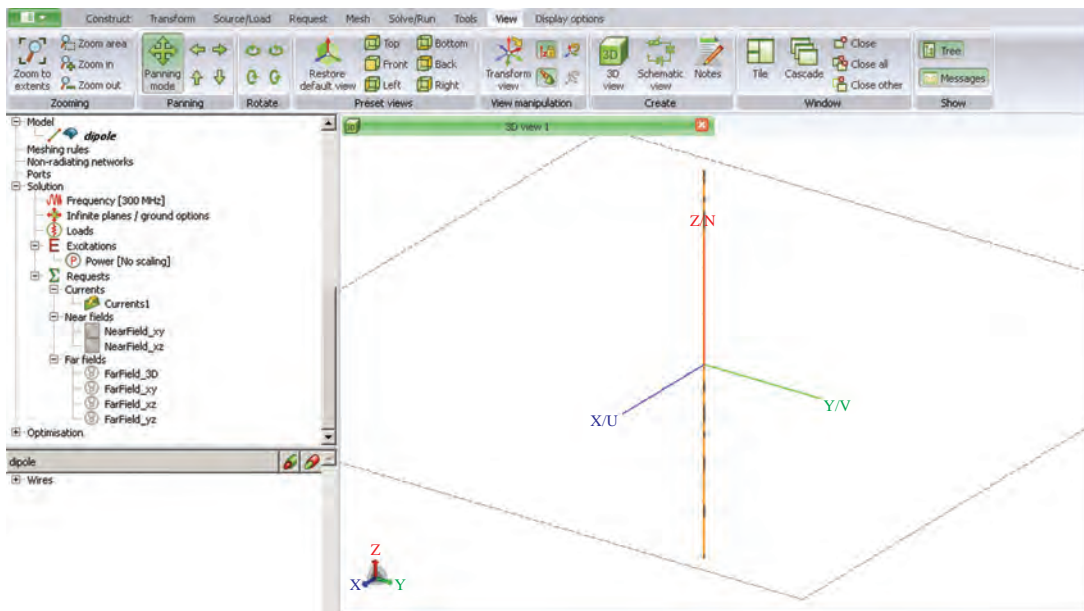 Construct Transform Source/Load Request Mesh Solve/Run Tools View Display options
Zoom to extents
Zoom area
Zoom in
Zoom out
Zooming
Panning mode
Panning
Rotate
Restore default view
Top
Front
Left
Bottom
Back
Right
Preset views
Transform view
View manipulation
3D view
Schematic view
Notes
Create
Tile
Cascade
Close
Close all
Close other
Window
Tree
Messages
Show
Model
dipole
Meshing rules
Non-radiating networks
Ports
Solution
Frequency [300 MHz]
Infinite planes / ground options
Loads
Excitations
Power [No scaling]
Requests
Currents
Currents1
Near fields
NearField_xy
NearField_xz
Far fields
FarField_3D
FarField_xy
FarField_xz
FarField_yz
Optimisation
dipole
Wires
3D view 1
Z/N
X/U
Y/V
Z
X
Y